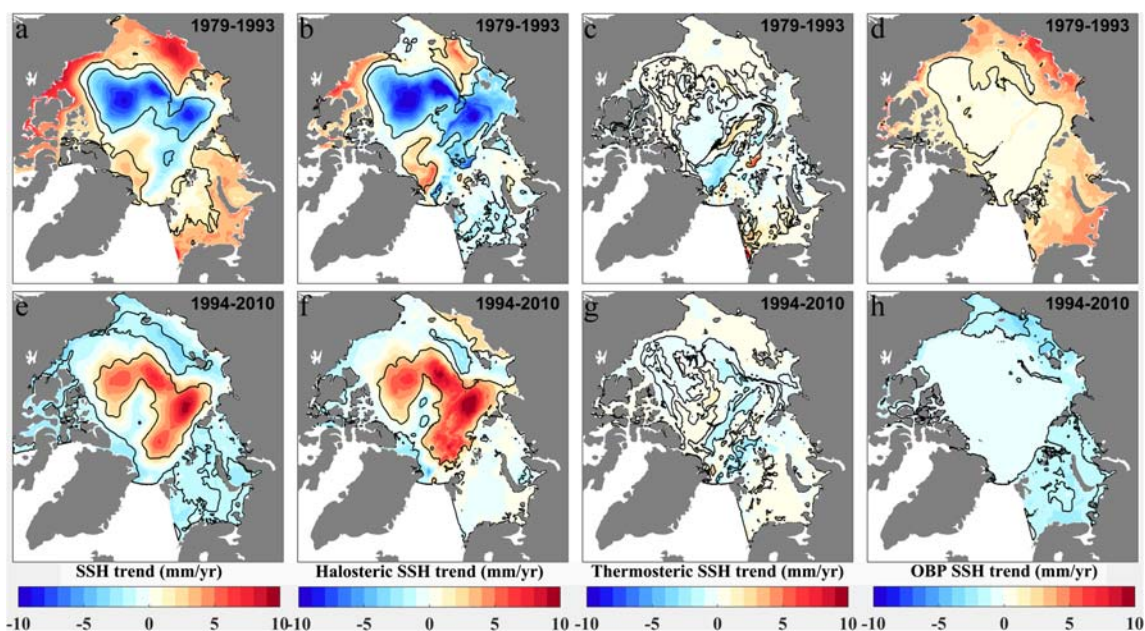 a 1979-1993 b 1979-1993 c 1979-1993 d 1979-1993
e 1994-2010 f 1994-2010 g 1994-2010 h 1994-2010
SSH trend (mm/yr) Halosteric SSH trend (mm/yr) Thermosteric SSH trend (mm/yr) OBP SSH trend (mm/yr)
-10 -5 0 5 10 -10 -5 0 5 10 -10 -5 0 5 10 -10 -5 0 5 10